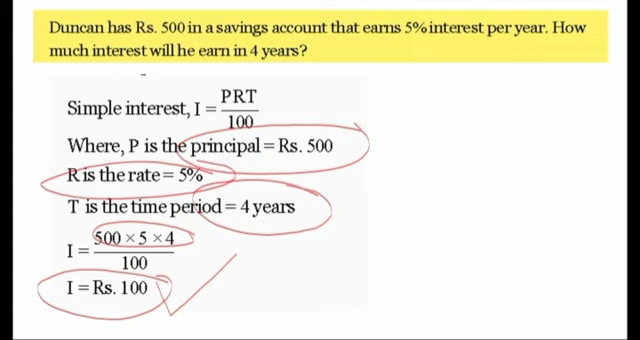 Duncan has Rs. 500 in a savings account that earns 5% interest per year. How
much interest will he earn in 4 years?
Simple interest, I = PRT/100
Where, P is the principal = Rs. 500
R is the rate = 5%
T is the time period = 4 years
I = 500 × 5 × 4/100
I = Rs. 100